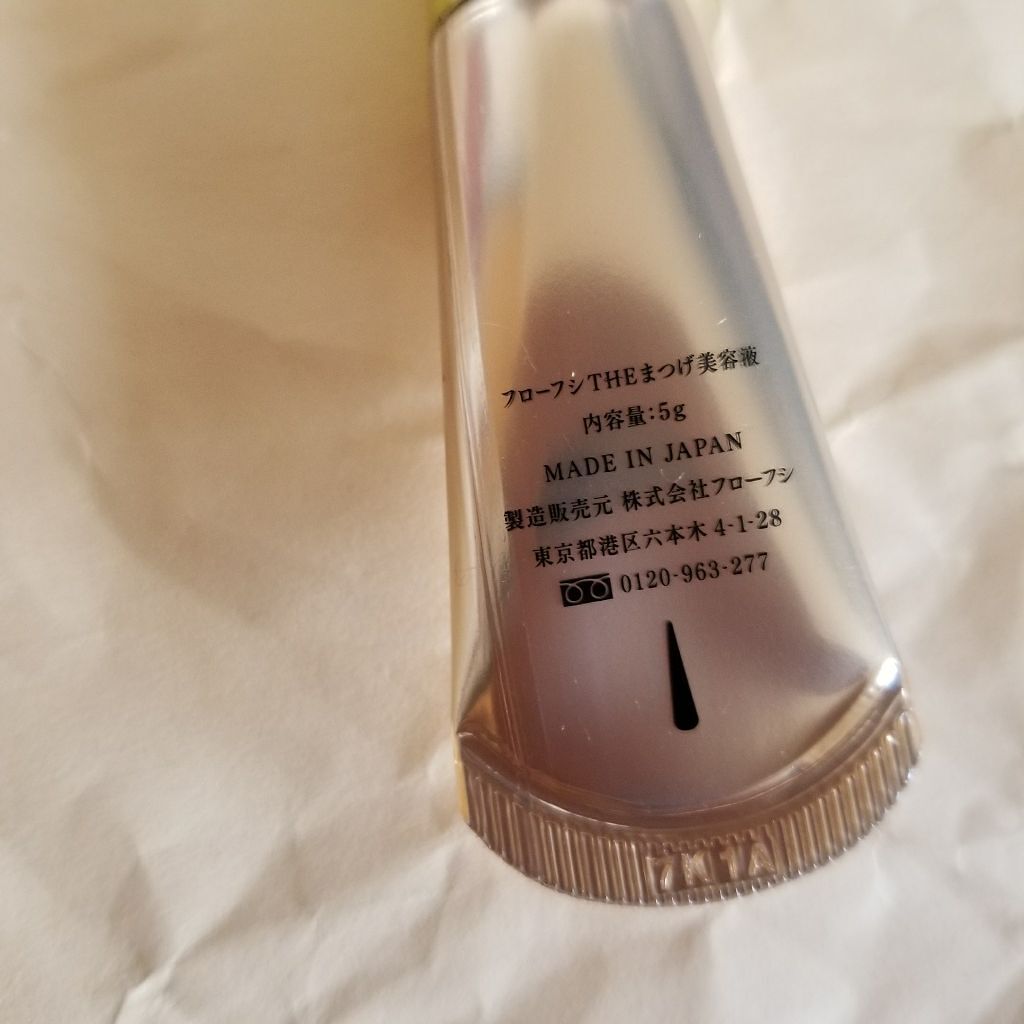 フローフシTHEまつげ美容液
内容量:5g
MADE IN JAPAN
製造販売元 株式会社フローフシ
東京都港区六本木 4-1-28
0120-963-277
7K1A